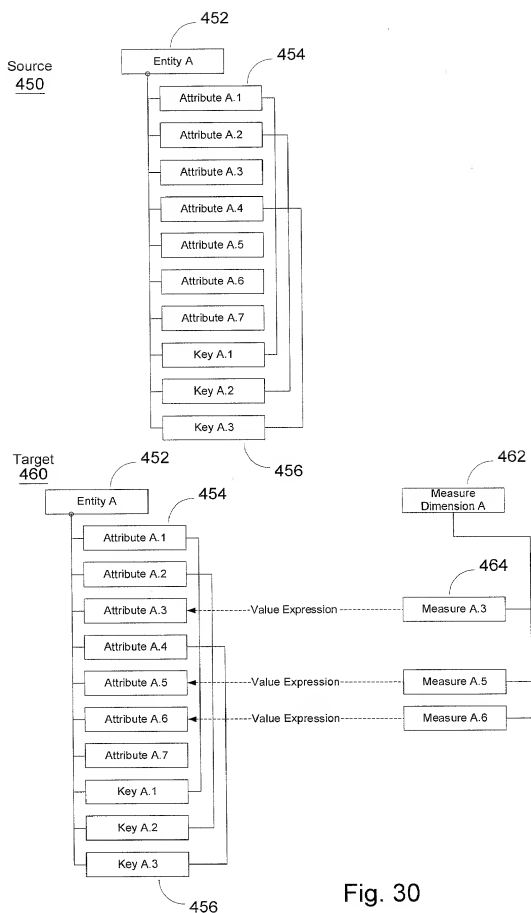 452
Entity A
Source
450
454
Attribute A.1
Attribute A.2
Attribute A.3
Attribute A.4
Attribute A.5
Attribute A.6
Attribute A.7
Key A.1
Key A.2
Key A.3
456
Target
460
452
Entity A
454
462
Measure
Dimension A
Attribute A.1
Attribute A.2
464
Attribute A.3
Value Expression
Measure A.3
Attribute A.4
Attribute A.5
Value Expression
Measure A.5
Attribute A.6
Value Expression
Measure A.6
Attribute A.7
Key A.1
Key A.2
Key A.3
456
Fig. 30